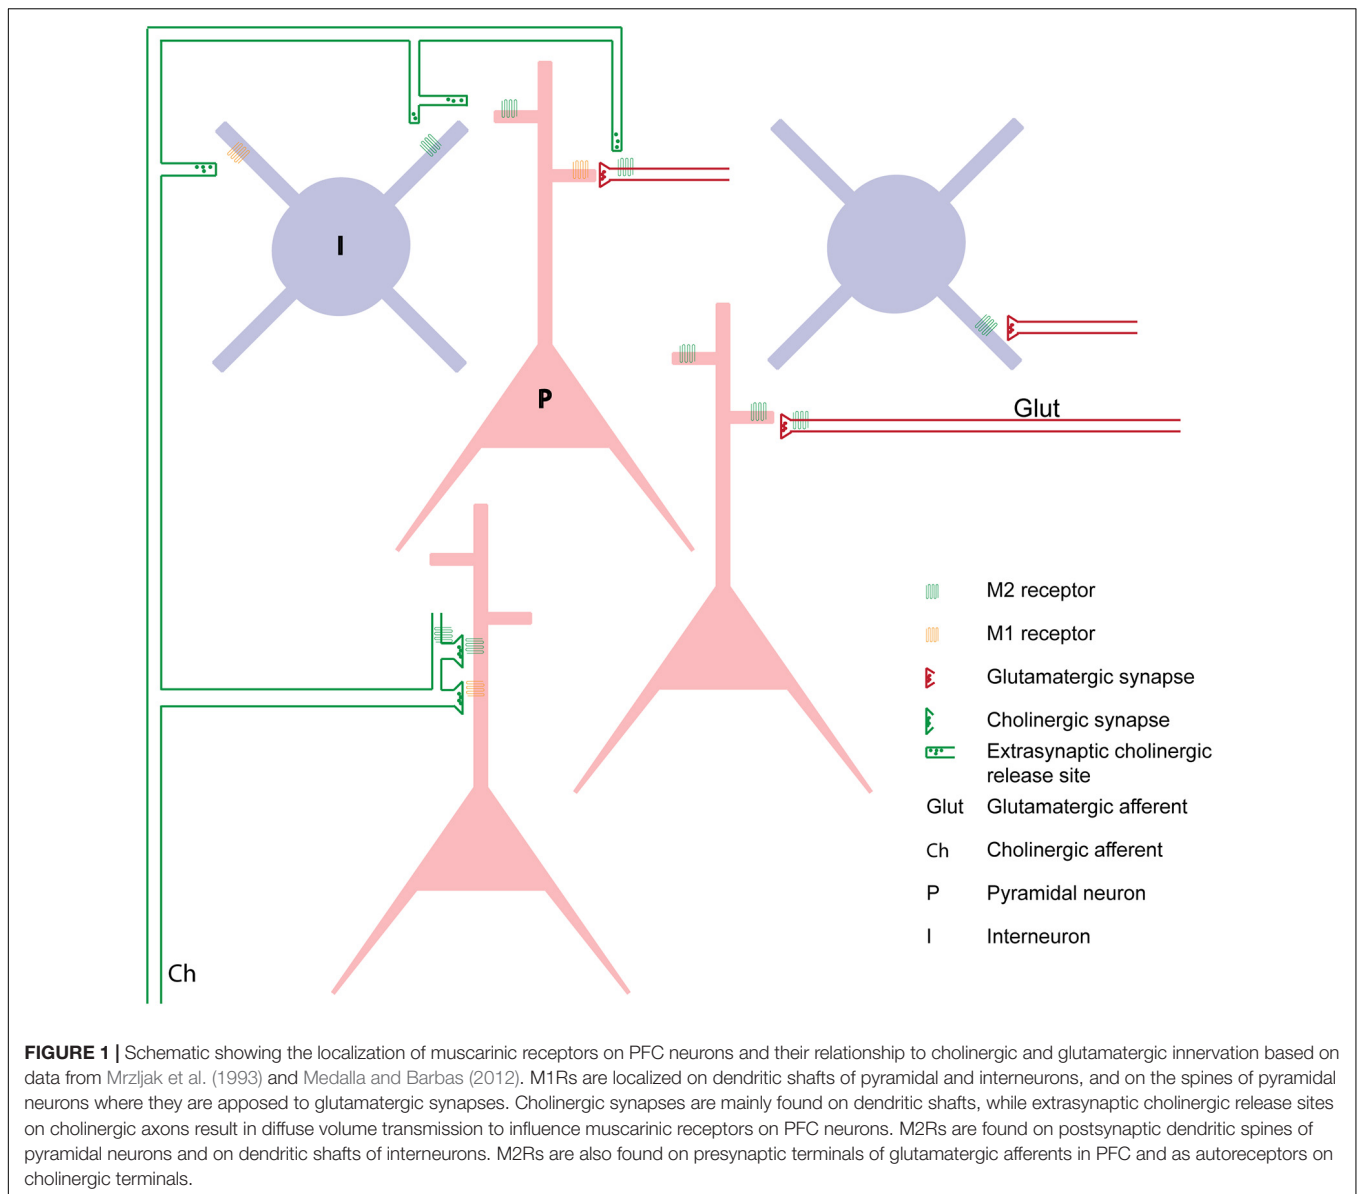 I
P
Glut
Ch
M2 receptor
M1 receptor
Glutamatergic synapse
Cholinergic synapse
Extrasynaptic cholinergic
release site
Glut Glutamatergic afferent
Ch Cholinergic afferent
P Pyramidal neuron
I Interneuron
FIGURE 1 | Schematic showing the localization of muscarinic receptors on PFC neurons and their relationship to cholinergic and glutamatergic innervation based on
data from Mrzljak et al. (1993) and Medalla and Barbas (2012). M1Rs are localized on dendritic shafts of pyramidal and interneurons, and on the spines of pyramidal
neurons where they are apposed to glutamatergic synapses. Cholinergic synapses are mainly found on dendritic shafts, while extrasynaptic cholinergic release sites
on cholinergic axons result in diffuse volume transmission to influence muscarinic receptors on PFC neurons. M2Rs are found on postsynaptic dendritic spines of
pyramidal neurons and on dendritic shafts of interneurons. M2Rs are also found on presynaptic terminals of glutamatergic afferents in PFC and as autoreceptors on
cholinergic terminals.